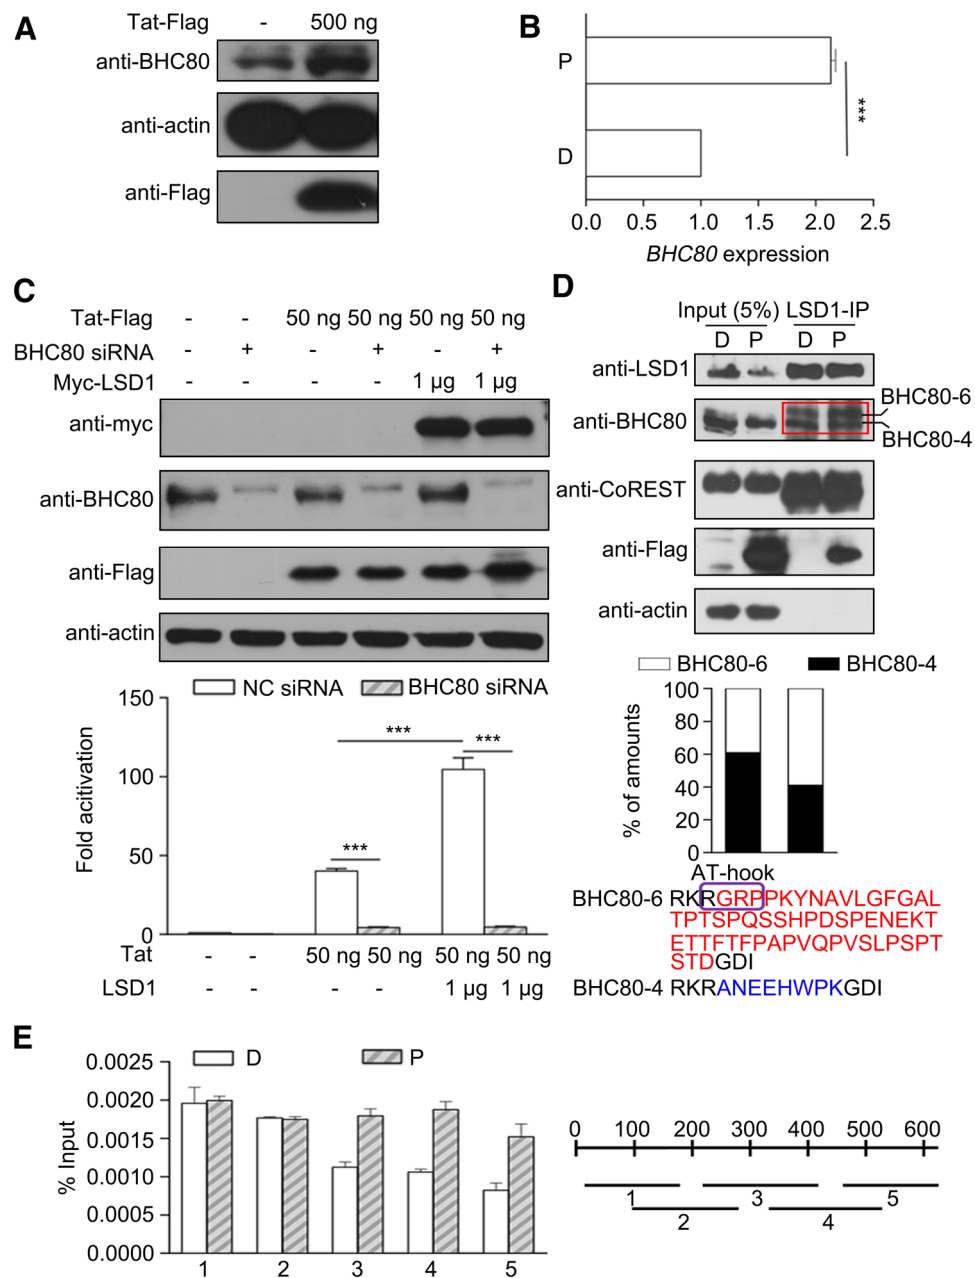 A
Tat-Flag - 500 ng
anti-BHC80
anti-actin
anti-Flag
B
P
D
***
0.0 0.5 1.0 1.5 2.0 2.5
BHC80 expression
C
Tat-Flag - - 50 ng 50 ng 50 ng 50 ng
BHC80 siRNA - + - + - +
Myc-LSD1 - - - - 1 µg 1 µg
anti-myc
anti-BHC80
anti-Flag
anti-actin
NC siRNA BHC80 siRNA
Fold acitivation
150
100
50
0
*** *** ***
Tat - - 50 ng 50 ng 50 ng 50 ng
LSD1 - - - - 1 µg 1 µg
D
Input (5%) LSD1-IP
D P D P
anti-LSD1
anti-BHC80
BHC80-6
BHC80-4
anti-CoREST
anti-Flag
anti-actin
BHC80-6 BHC80-4
% of amounts
100
80
60
40
20
0
AT-hook
BHC80-6 RKRGRPPKYNAVLGFGAL
TPTSPQSSHPDSPENEKT
ETTFTFPAPVQPVSLPSPT
STDGDI
BHC80-4 RKRANEEHWPKGDI
E
D P
% Input
0.0025
0.0020
0.0015
0.0010
0.0005
0.0000
1 2 3 4 5
0 100 200 300 400 500 600
1 3 5
2 4